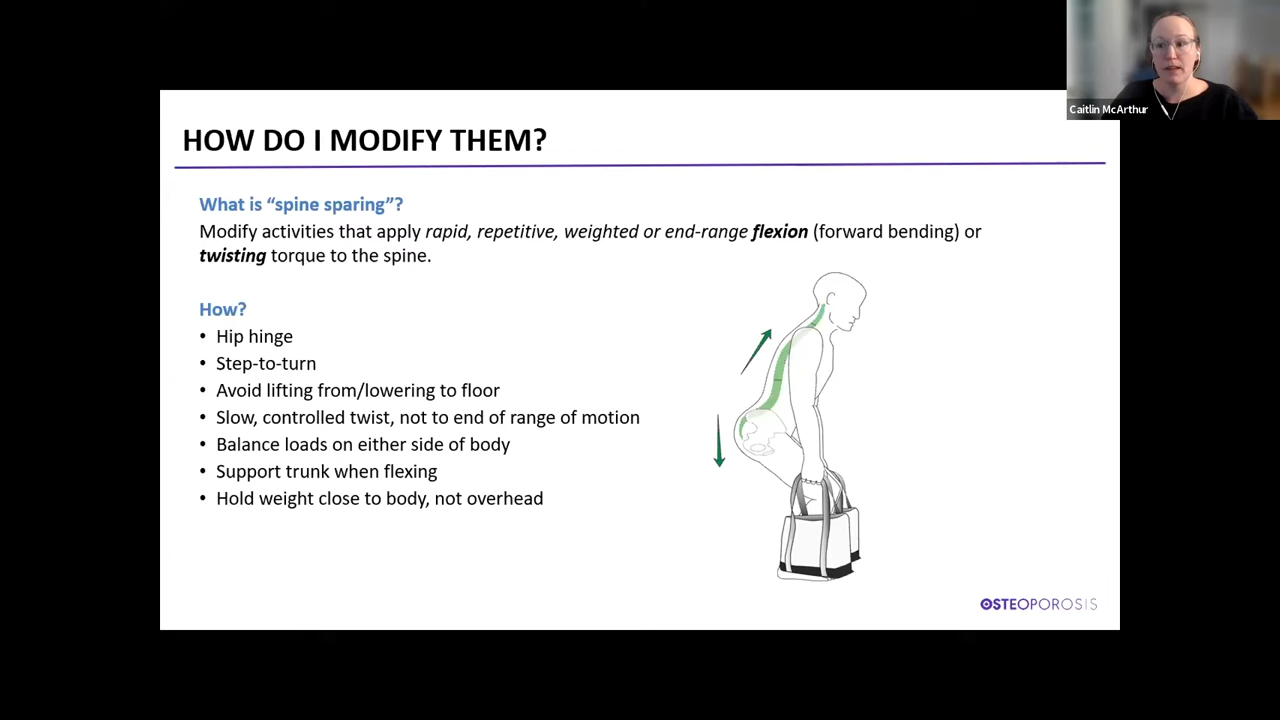 Caitlin McArthur
HOW DO I MODIFY THEM?
What is “spine sparing”?
Modify activities that apply rapid, repetitive, weighted or end-range flexion (forward bending) or
twisting torque to the spine.
How?
• Hip hinge
• Step-to-turn
• Avoid lifting from/lowering to floor
• Slow, controlled twist, not to end of range of motion
• Balance loads on either side of body
• Support trunk when flexing
• Hold weight close to body, not overhead
OSTEOPOROSIS